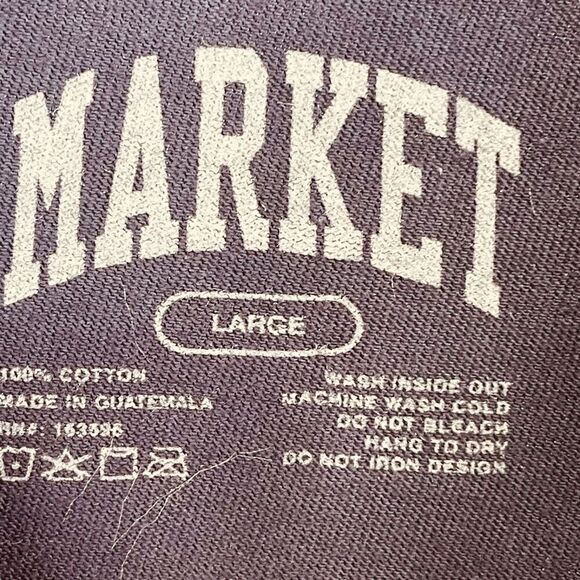 MARKET
LARGE
100% COTTON
MADE IN GUATEMALA
RN#: 163596
WASH INSIDE OUT
MACHINE WASH COLD
DO NOT BLEACH
HANG TO DRY
DO NOT IRON DESIGN